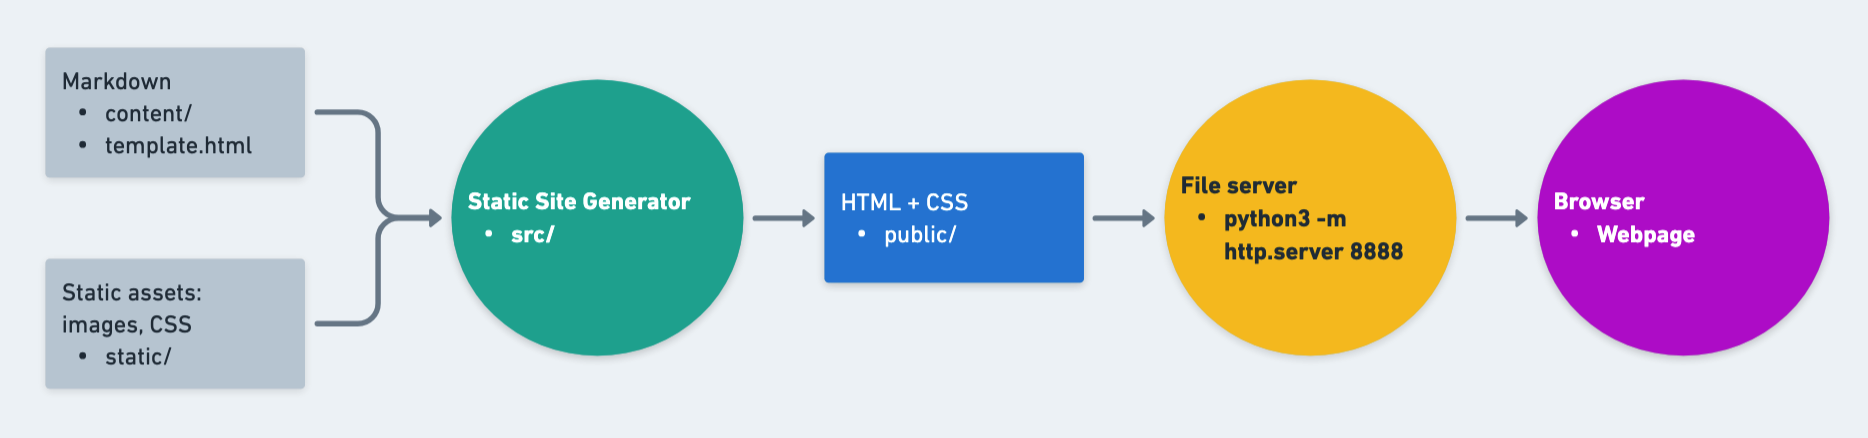 Markdown
• content/
• template.html
Static assets:
images, CSS
• static/
Static Site Generator
• src/
HTML + CSS
• public/
File server
• python3 -m
http.server 8888
Browser
• Webpage